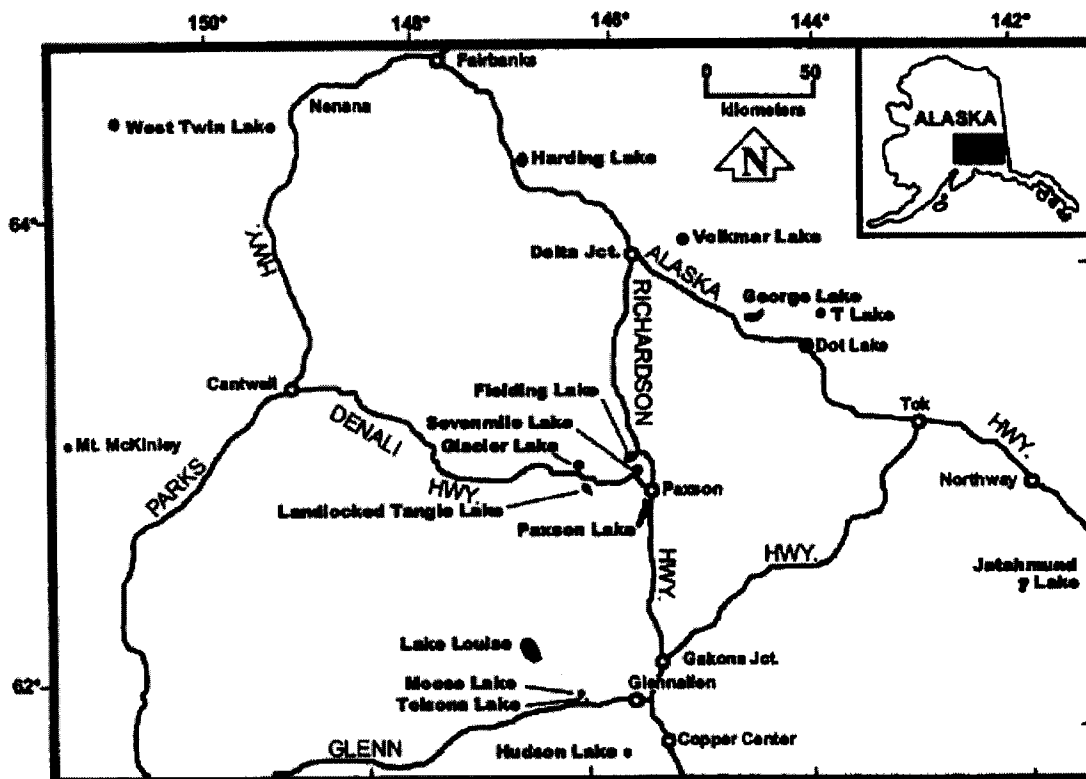 150°
148°
146°
144°
142°
Fairbanks
0 50
kilometers
N
ALASKA
Nenana
West Twin Lake
Harding Lake
64°
HWY.
Delta Jct.
Volkmar Lake
ALASKA
George Lake
T Lake
RICHARDSON
Dot Lake
Cantwell
Fielding Lake
Tok
DENALI
Sevenmile Lake
HWY.
Mt. McKinley
Glacier Lake
PARKS
HWY.
Paxson
Northway
Landlocked Tangle Lake
Paxson Lake
HWY.
HWY.
Jatahmund
Lake
Lake Louise
Gakona Jct.
62°
Moose Lake
Glennallen
Tolsona Lake
GLENN
Hudson Lake
Copper Center